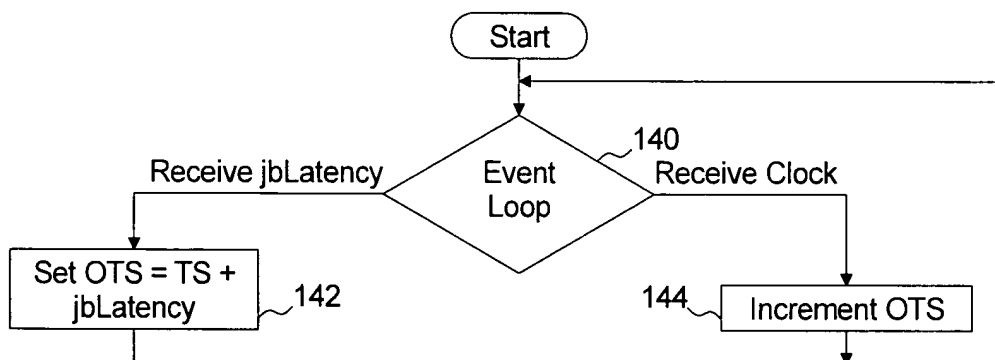 Start
140
Receive jbLatency
Event
Loop
Receive Clock
Set OTS = TS +
jbLatency
142
144
Increment OTS